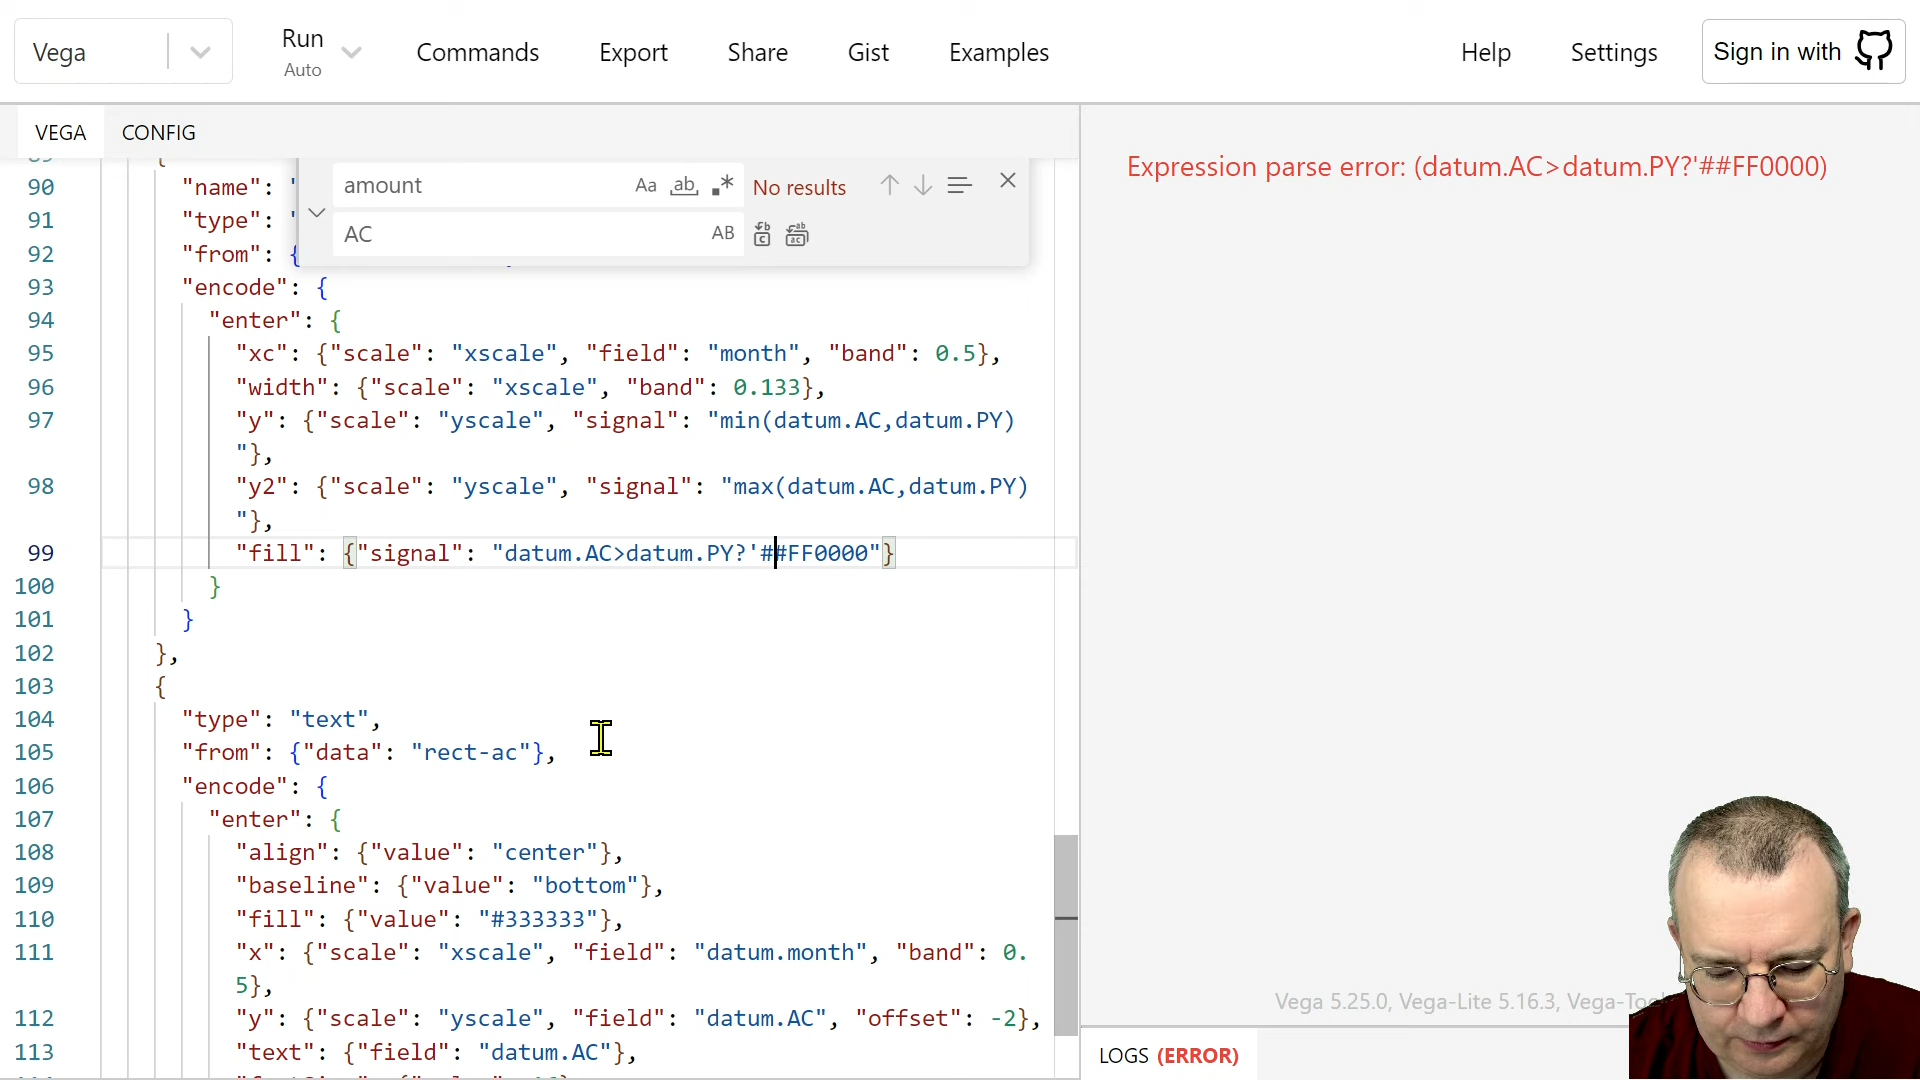 Vega
Run
Auto
Commands
Export
Share
Gist
Examples
Help
Settings
Sign in with
VEGA
CONFIG
amount
Aa
ab
No results
AC
AB
90 "name": '
91 "type": '
92 "from": {
93 "encode": {
94 "enter": {
95 "xc": {"scale": "xscale", "field": "month", "band": 0.5},
96 "width": {"scale": "xscale", "band": 0.133},
97 "y": {"scale": "yscale", "signal": "min(datum.AC,datum.PY)
"},
98 "y2": {"scale": "yscale", "signal": "max(datum.AC,datum.PY)
"},
99 "fill": {"signal": "datum.AC>datum.PY?'##FF0000"}
100 }
101 }
102 },
103 {
104 "type": "text",
105 "from": {"data": "rect-ac"},
106 "encode": {
107 "enter": {
108 "align": {"value": "center"},
109 "baseline": {"value": "bottom"},
110 "fill": {"value": "#333333"},
111 "x": {"scale": "xscale", "field": "datum.month", "band": 0.
5},
112 "y": {"scale": "yscale", "field": "datum.AC", "offset": -2},
113 "text": {"field": "datum.AC"},
Expression parse error: (datum.AC>datum.PY?'##FF0000)
Vega 5.25.0, Vega-Lite 5.16.3,
LOGS (ERROR)